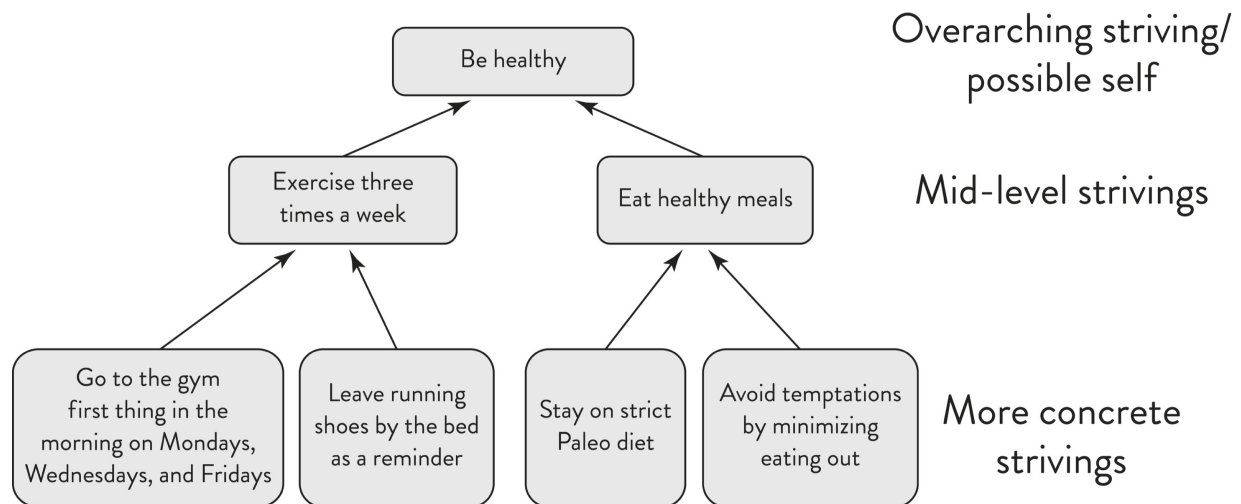 Be healthy
Overarching striving/
possible self
Exercise three
times a week
Eat healthy meals
Mid-level strivings
Go to the gym
first thing in the
morning on Mondays,
Wednesdays, and Fridays
Leave running
shoes by the bed
as a reminder
Stay on strict
Paleo diet
Avoid temptations
by minimizing
eating out
More concrete
strivings